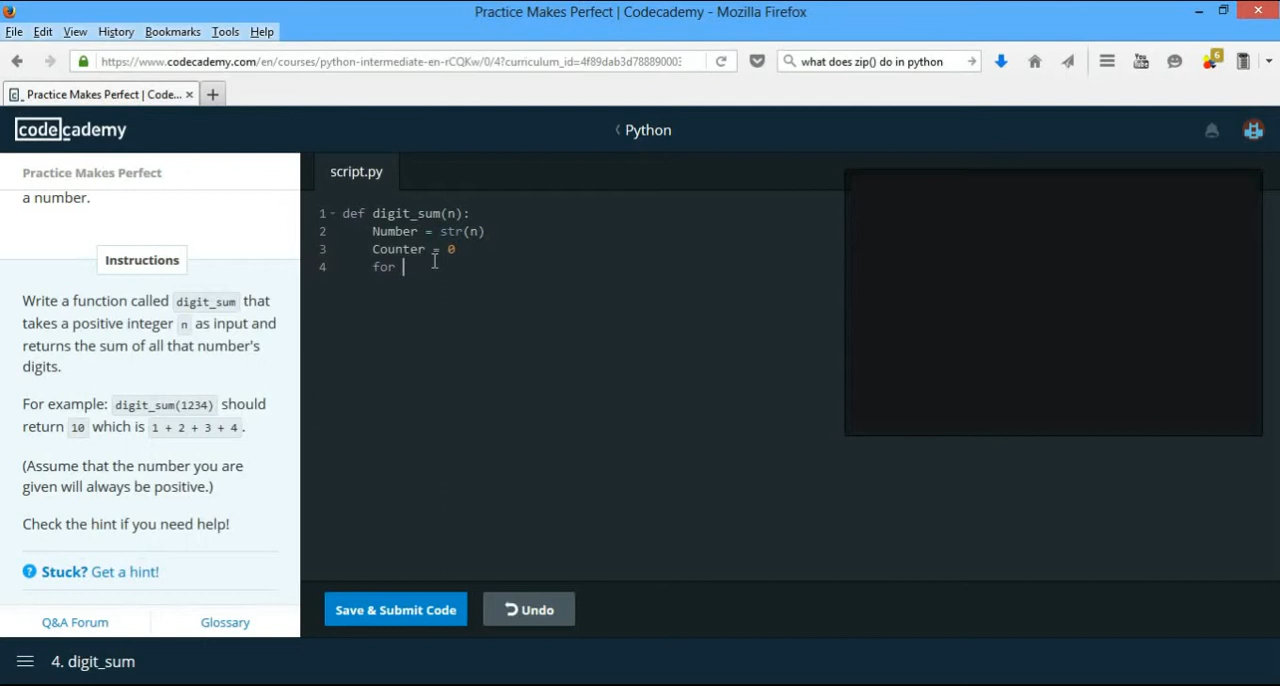 Practice Makes Perfect | Codecademy - Mozilla Firefox
File Edit View History Bookmarks Tools Help
https://www.codecademy.com/en/courses/python-intermediate-en-rCQKw/0/4?curriculum_id=4f89dab3d78889000
what does zip() do in python
6
Practice Makes Perfect | Code...
codecademy
Python
Practice Makes Perfect
script.py
a number.
Instructions
Write a function called digit_sum that
takes a positive integer n as input and
returns the sum of all that number's
digits.
For example: digit_sum(1234) should
return 10 which is 1 + 2 + 3 + 4 .
(Assume that the number you are
given will always be positive.)
Check the hint if you need help!
? Stuck? Get a hint!
Q&A Forum Glossary
1 def digit_sum(n):
2 Number = str(n)
3 Counter = 0
4 for
Save & Submit Code Undo
4. digit_sum